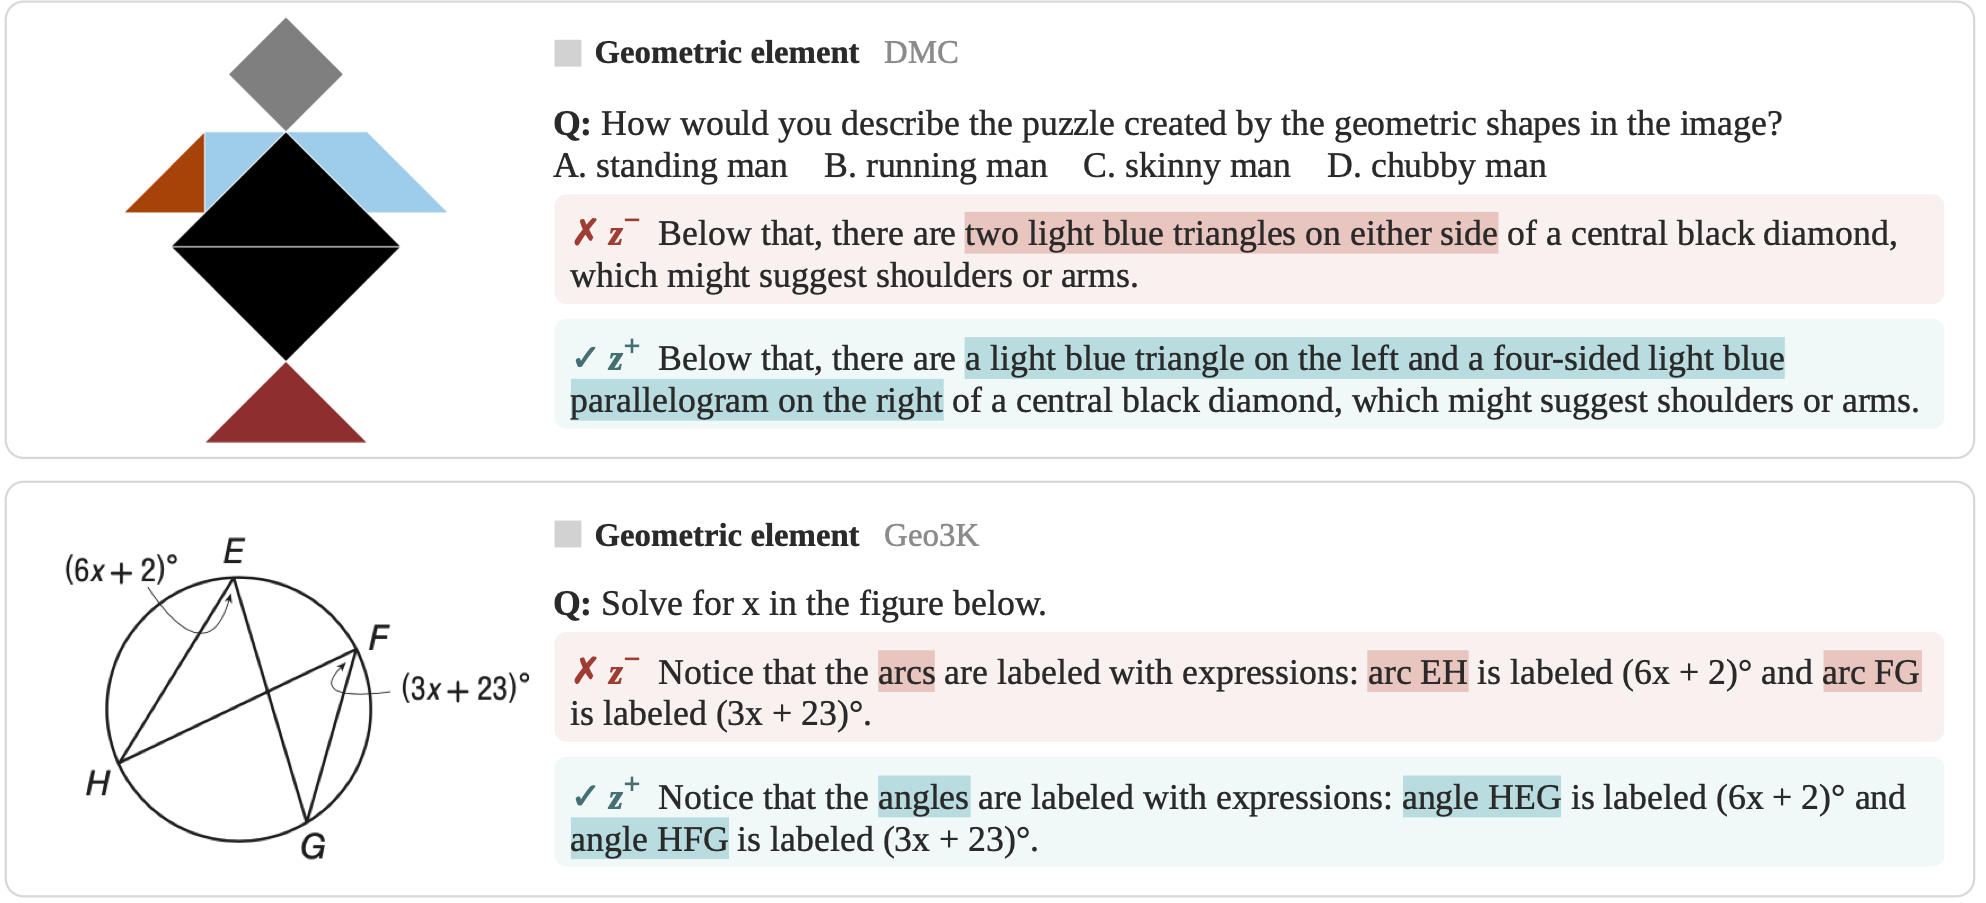 Geometric element DMC
Q: How would you describe the puzzle created by the geometric shapes in the image?
A. standing man B. running man C. skinny man D. chubby man
✗ z⁻ Below that, there are two light blue triangles on either side of a central black diamond,
which might suggest shoulders or arms.
✓ z⁺ Below that, there are a light blue triangle on the left and a four-sided light blue
parallelogram on the right of a central black diamond, which might suggest shoulders or arms.
(6x + 2)°
E
F
(3x + 23)°
H
G
Geometric element Geo3K
Q: Solve for x in the figure below.
✗ z⁻ Notice that the arcs are labeled with expressions: arc EH is labeled (6x + 2)° and arc FG
is labeled (3x + 23)°.
✓ z⁺ Notice that the angles are labeled with expressions: angle HEG is labeled (6x + 2)° and
angle HFG is labeled (3x + 23)°.